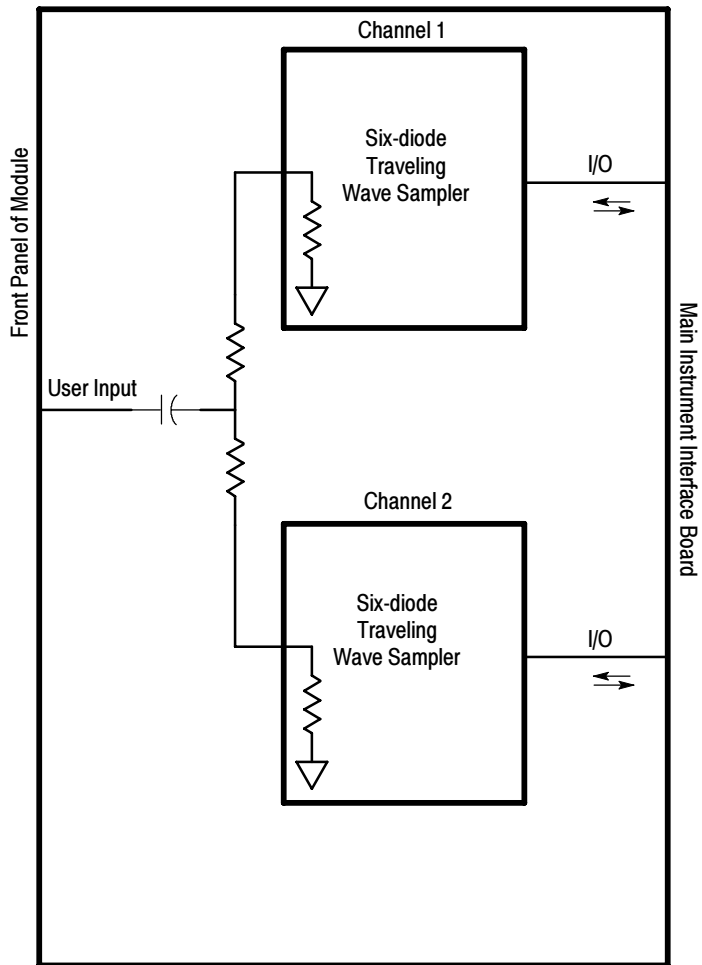 Channel 1
Six-diode
Traveling
Wave Sampler
I/O
Front Panel of Module
User Input
Main Instrument Interface Board
Channel 2
Six-diode
Traveling
Wave Sampler
I/O